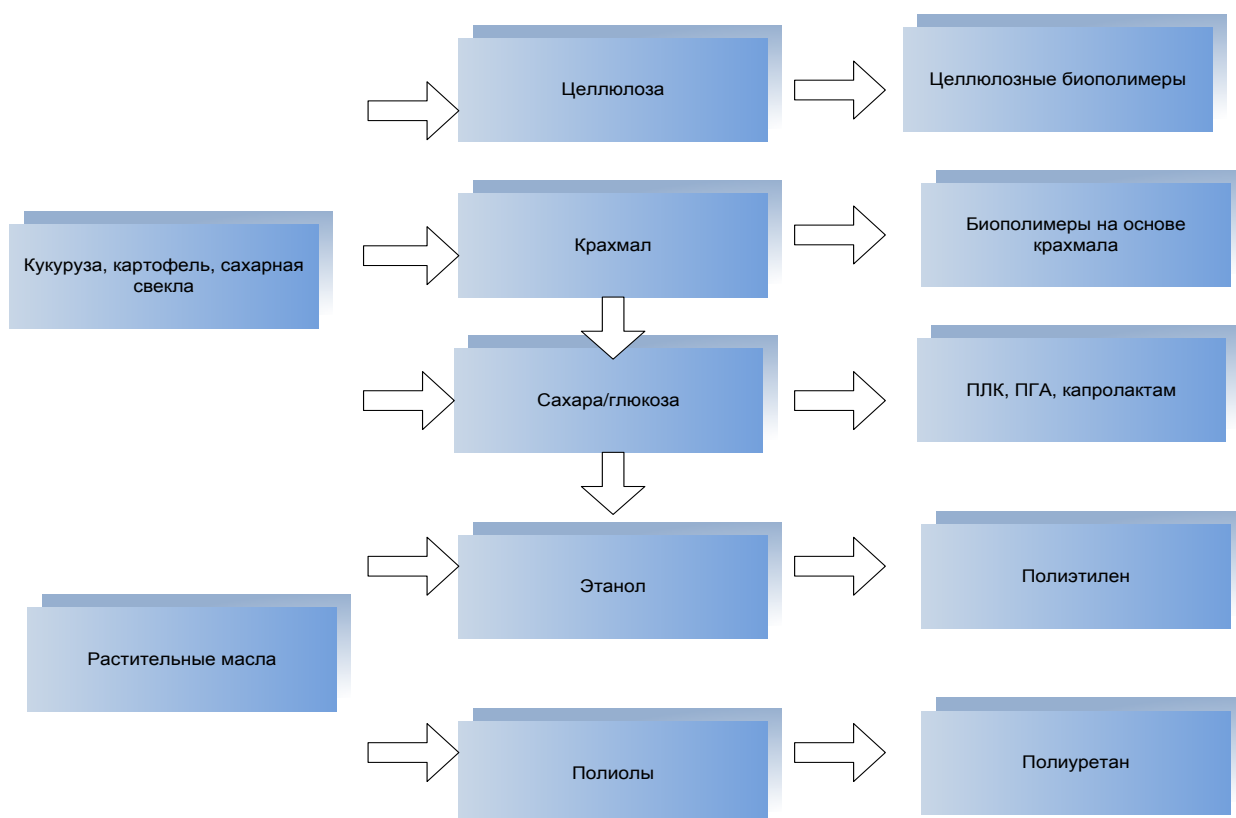 Целлюлоза
Целлюлозные биополимеры
Кукуруза, картофель, сахарная
свекла
Крахмал
Биополимеры на основе
крахмала
Сахара/глюкоза
ПЛК, ПГА, капролактам
Этанол
Полиэтилен
Растительные масла
Полиолы
Полиуретан